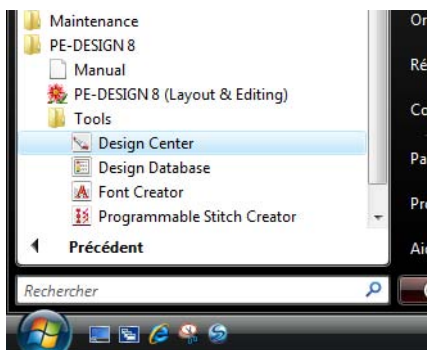 Maintenance
PE-DESIGN 8
Manual
PE-DESIGN 8 (Layout & Editing)
Tools
Design Center
Design Database
Font Creator
Programmable Stitch Creator
Précédent
Rechercher